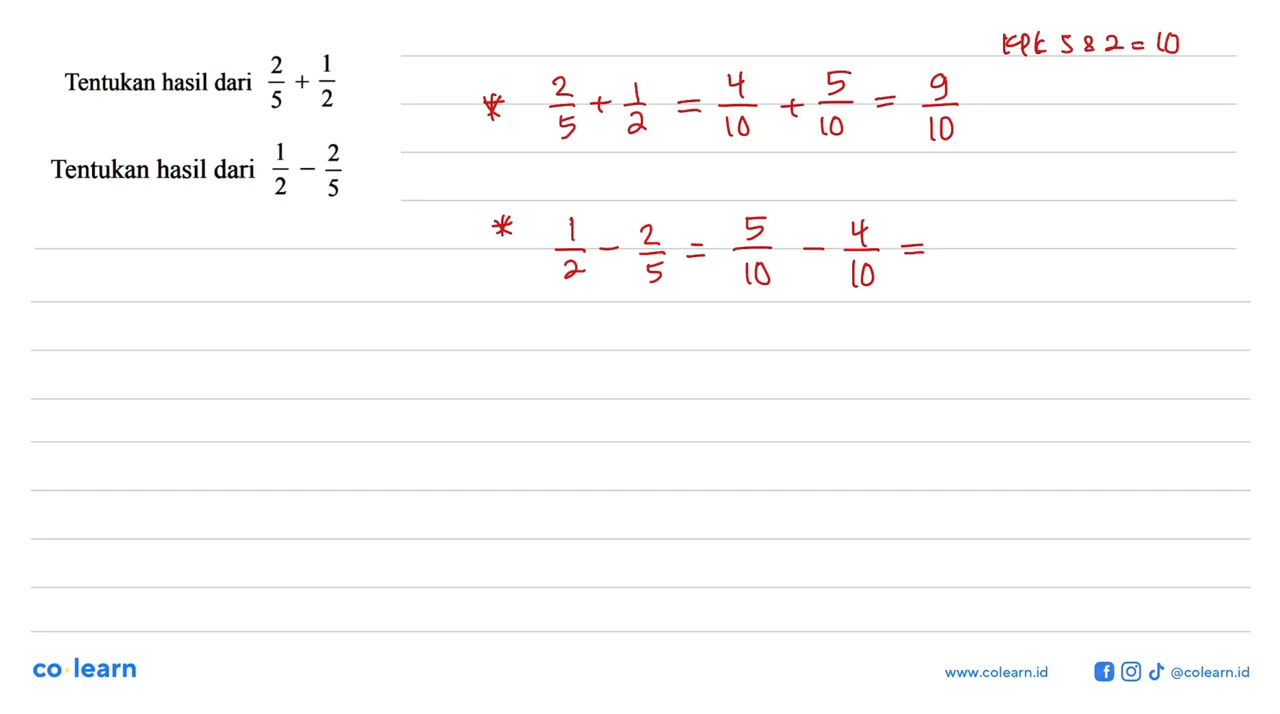 Tentukan hasil dari 2/5 + 1/2
Tentukan hasil dari 1/2 − 2/5
KPK 5 & 2 = 10
* 2/5 + 1/2 = 4/10 + 5/10 = 9/10
* 1/2 − 2/5 = 5/10 − 4/10 =
co learn
www.colearn.id
@colearn.id